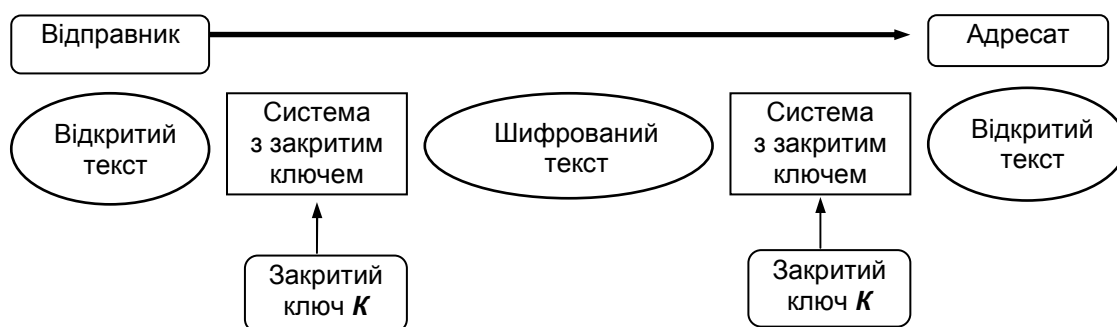 Відправник
Адресат
Відкритий
текст
Система
з закритим
ключем
Шифрований
текст
Система
з закритим
ключем
Відкритий
текст
Закритий
ключ К
Закритий
ключ К